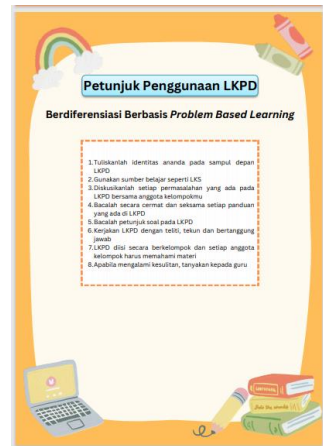 Petunjuk Penggunaan LKPD
Berdiferensiasi Berbasis Problem Based Learning
1.Tuliskanlah identitas ananda pada sampul depan
LKPD
2.Gunakan sumber belajar seperti LKS
3.Diskusikanlah setiap permasalahan yang ada pada
LKPD bersama anggota kelompokmu
4.Bacalah secara cermat dan seksama setiap panduan
yang ada di LKPD
5.Bacalah petunjuk soal pada LKPD
6.Kerjakan LKPD dengan teliti, tekun dan bertanggung
jawab
7.LKPD diisi secara berkelompok dan setiap anggota
kelompok harus memahami materi
8.Apabila mengalami kesulitan, tanyakan kepada guru